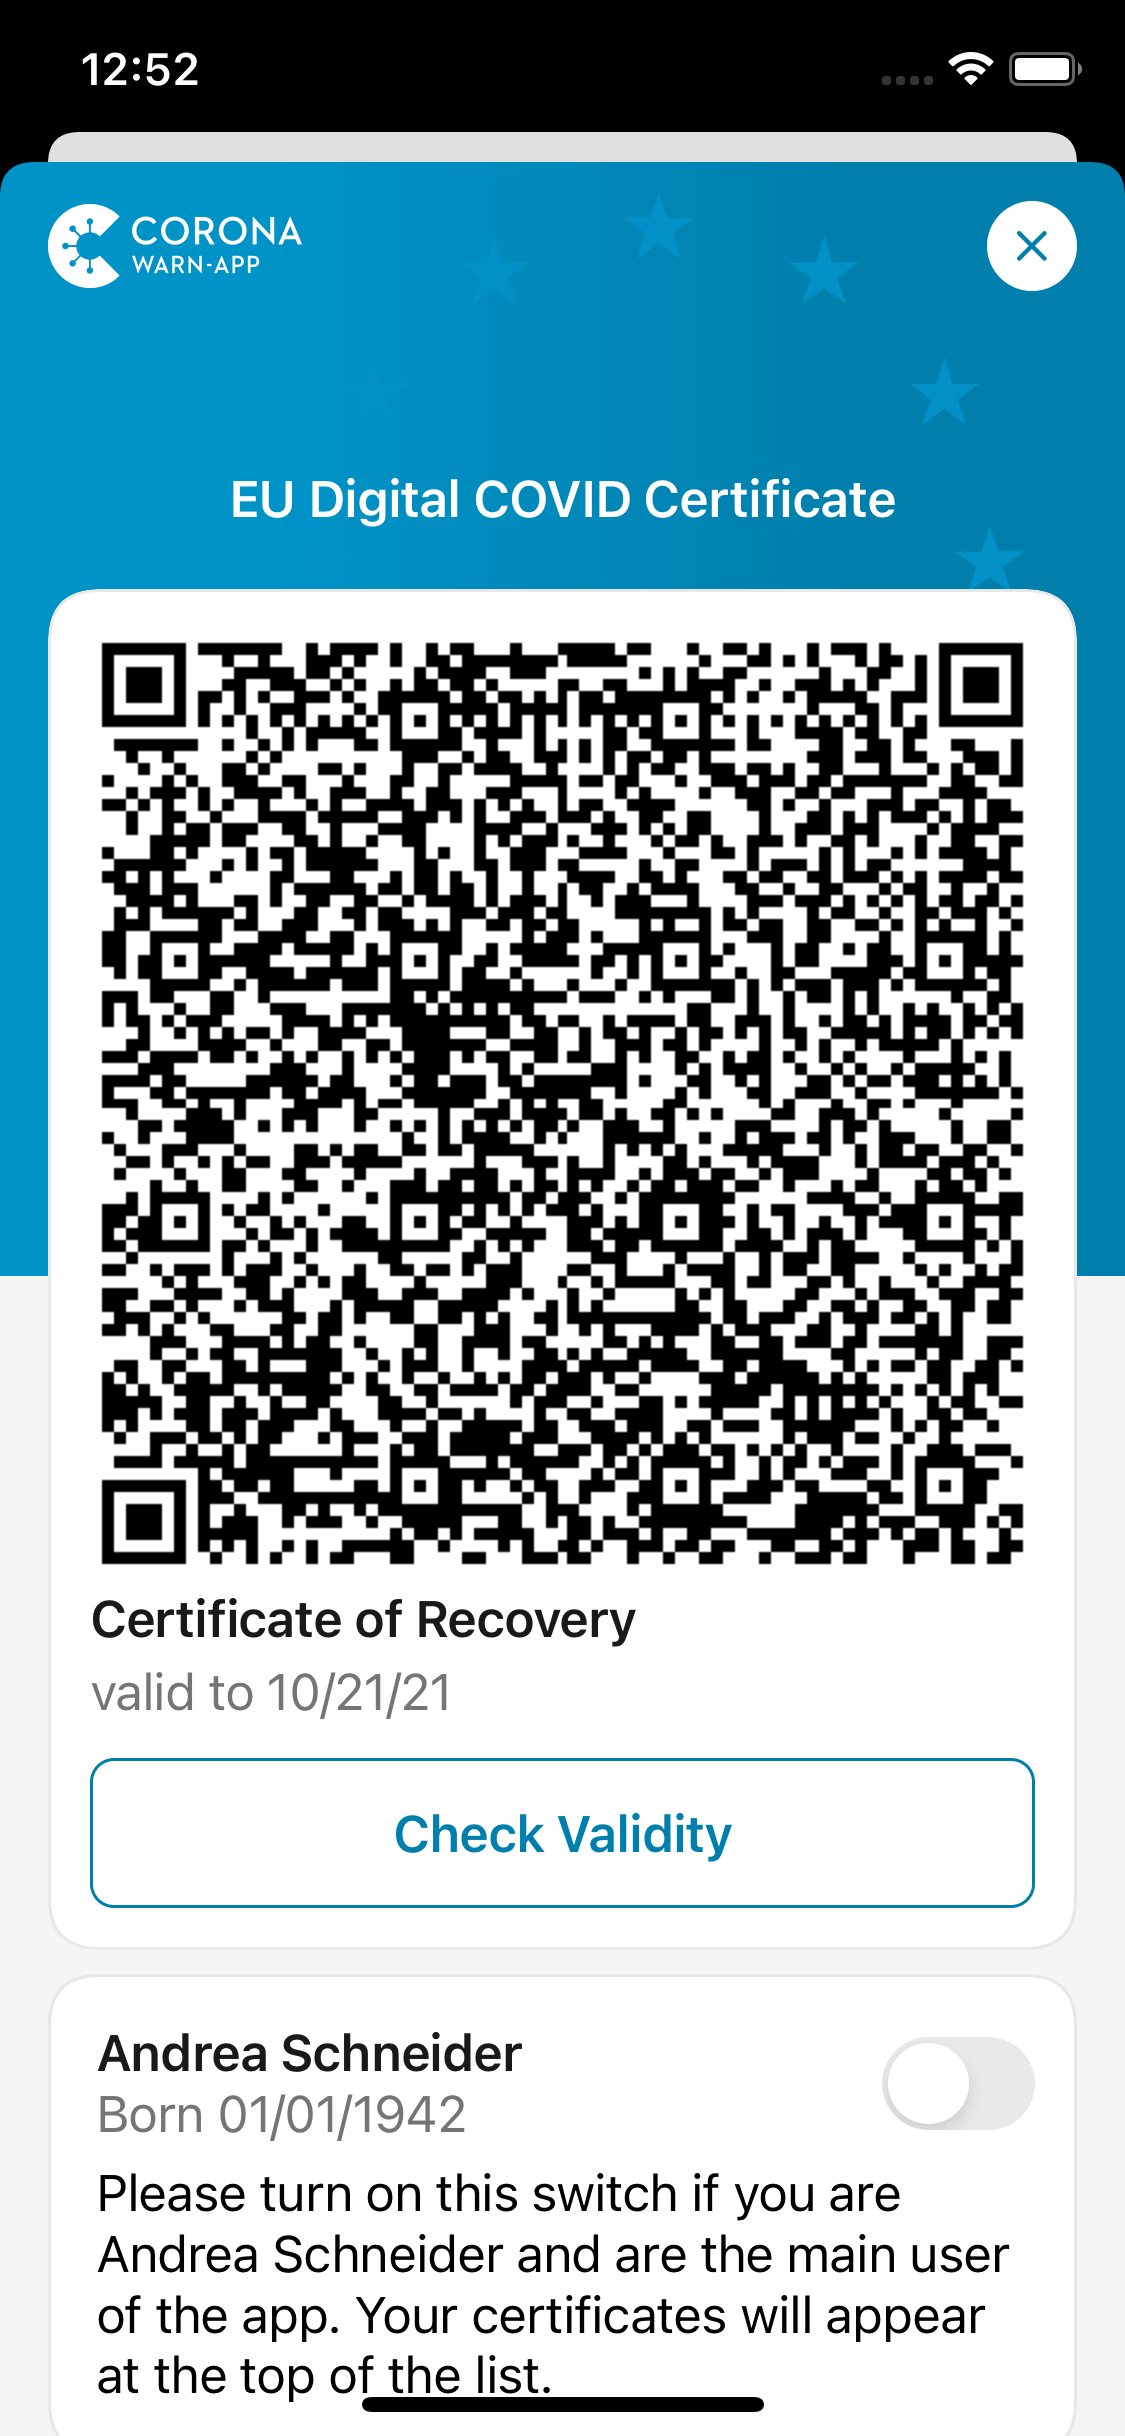 12:52
CORONA
WARN-APP
EU Digital COVID Certificate
Certificate of Recovery
valid to 10/21/21
Check Validity
Andrea Schneider
Born 01/01/1942
Please turn on this switch if you are
Andrea Schneider and are the main user
of the app. Your certificates will appear
at the top of the list.